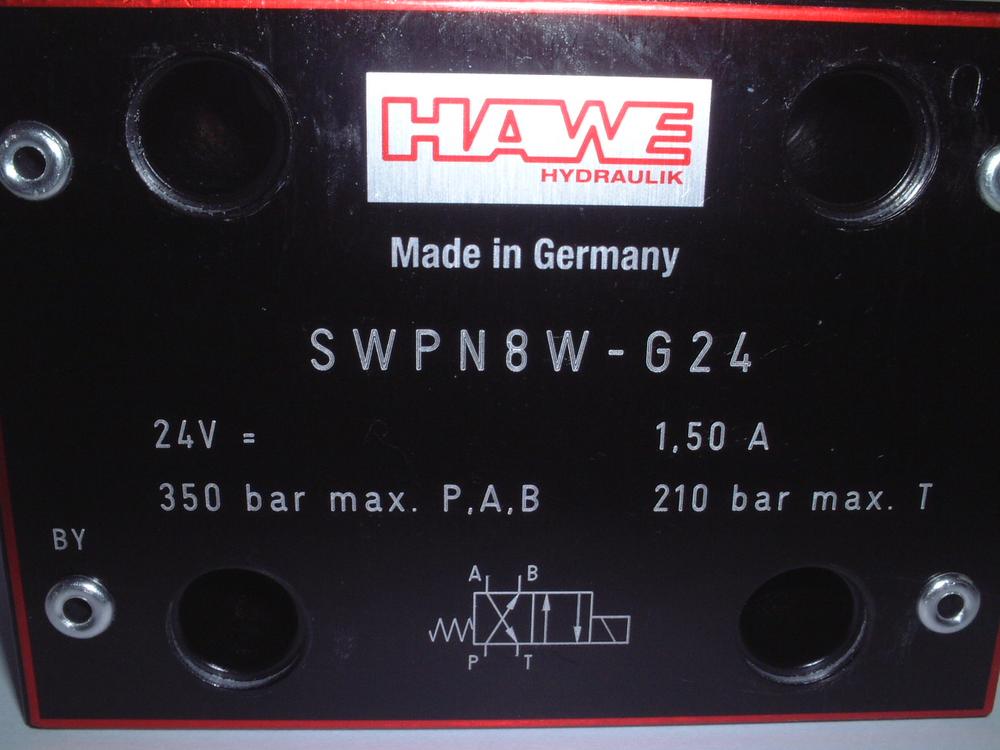 HAWE
HYDRAULIK
Made in Germany
SWPN8W-G24
24V = 1,50 A
350 bar max. P,A,B 210 bar max. T
BY
A B
P T